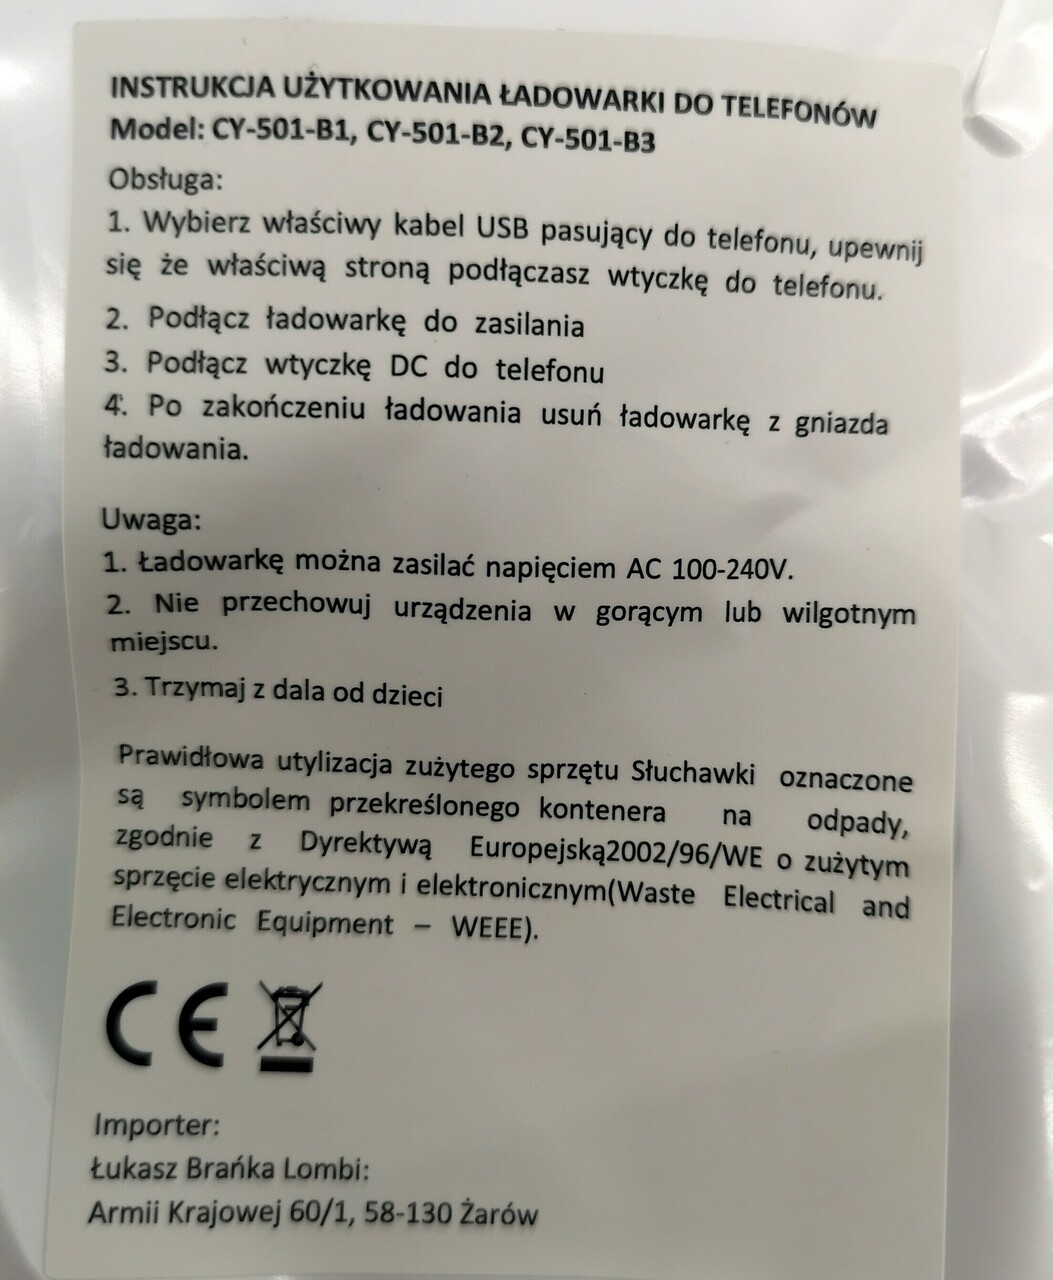 INSTRUKCJA UŻYTKOWANIA ŁADOWARKI DO TELEFONÓW
Model: CY-501-B1, CY-501-B2, CY-501-B3
Obsługa:
1. Wybierz właściwy kabel USB pasujący do telefonu, upewnij
się że właściwą stroną podłączasz wtyczkę do telefonu.
2. Podłącz ładowarkę do zasilania
3. Podłącz wtyczkę DC do telefonu
4. Po zakończeniu ładowania usuń ładowarkę z gniazda
ładowania.
Uwaga:
1. Ładowarkę można zasilać napięciem AC 100-240V.
2. Nie przechowuj urządzenia w gorącym lub wilgotnym
miejscu.
3. Trzymaj z dala od dzieci
Prawidłowa utylizacja zużytego sprzętu Słuchawki oznaczone
są symbolem przekreślonego kontenera na odpady,
zgodnie z Dyrektywą Europejską2002/96/WE o zużytym
sprzęcie elektrycznym i elektronicznym(Waste Electrical and
Electronic Equipment – WEEE).
CE
Importer:
Łukasz Brańka Lombi:
Armii Krajowej 60/1, 58-130 Żarów